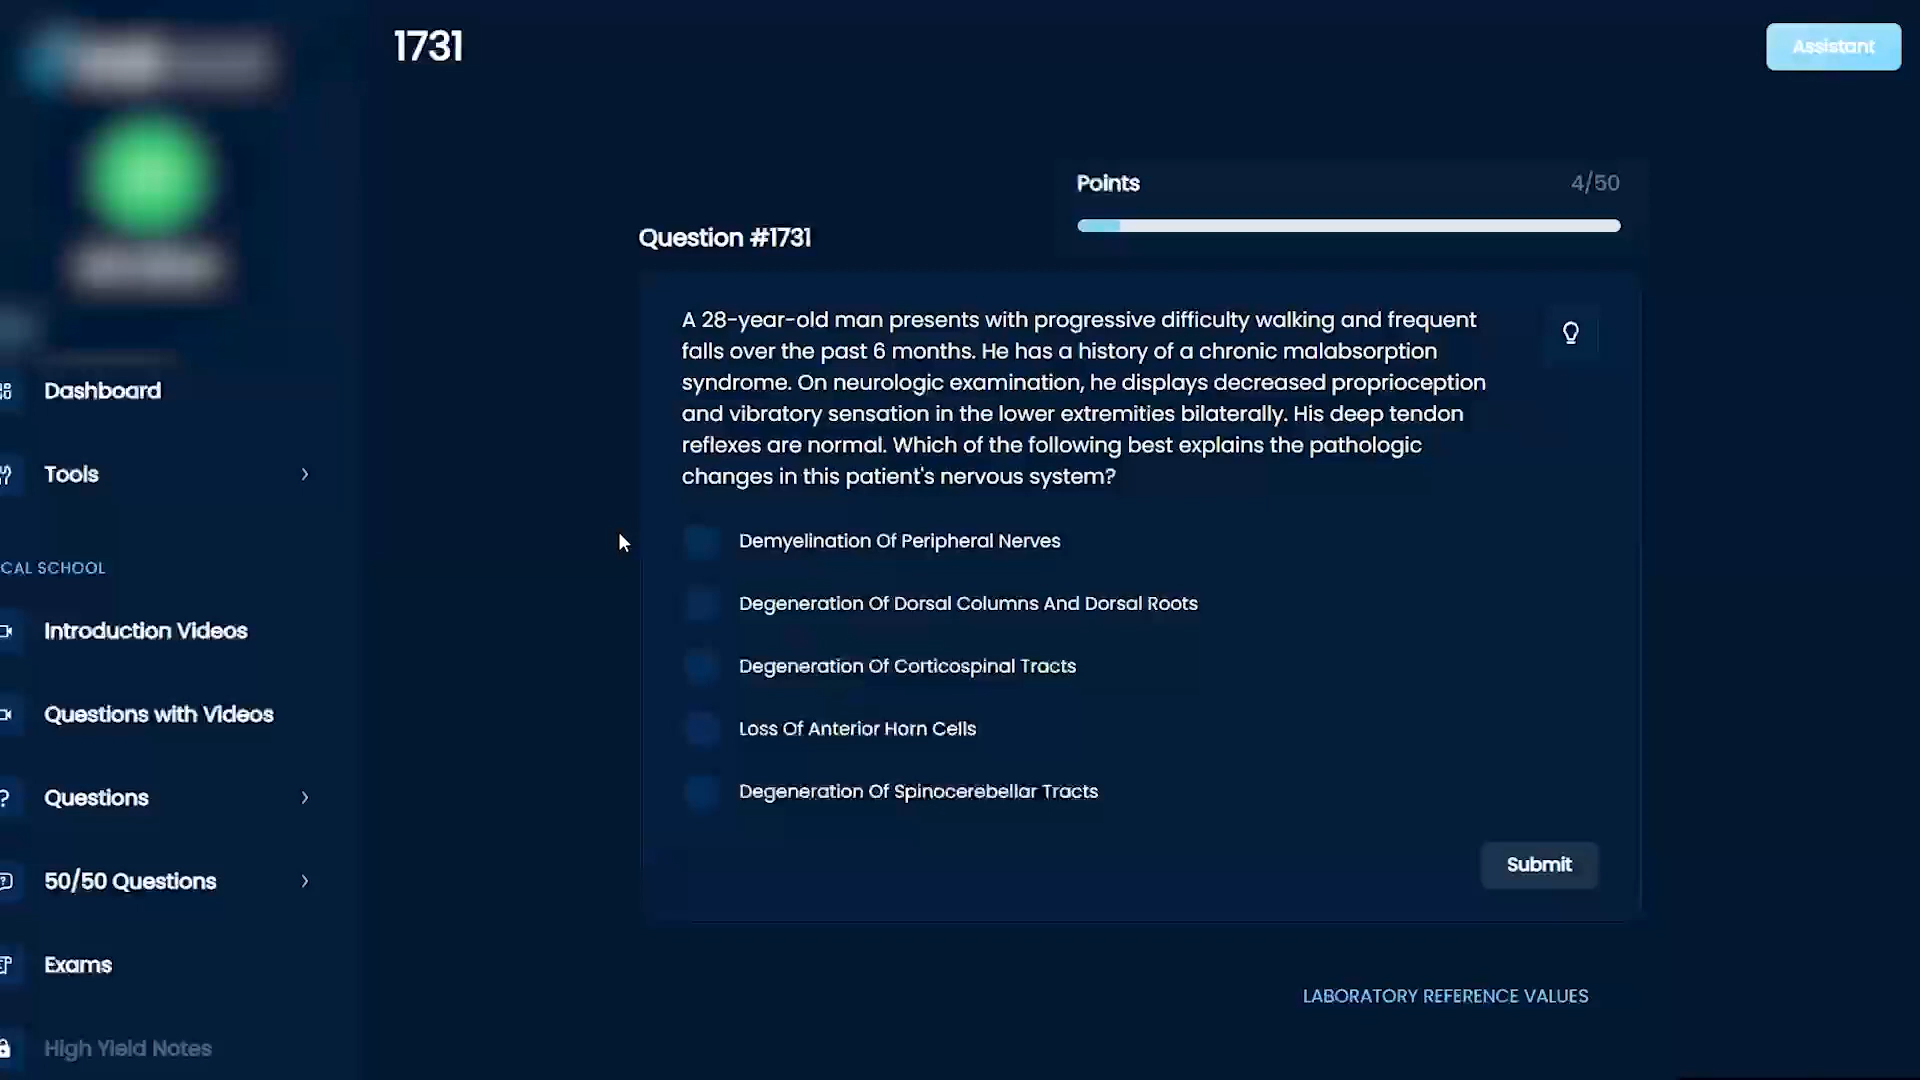 1731
Assistant
Points
4/50
Question #1731
A 28-year-old man presents with progressive difficulty walking and frequent
falls over the past 6 months. He has a history of a chronic malabsorption
syndrome. On neurologic examination, he displays decreased proprioception
and vibratory sensation in the lower extremities bilaterally. His deep tendon
reflexes are normal. Which of the following best explains the pathologic
changes in this patient's nervous system?
Demyelination Of Peripheral Nerves
Degeneration Of Dorsal Columns And Dorsal Roots
Degeneration Of Corticospinal Tracts
Loss Of Anterior Horn Cells
Degeneration Of Spinocerebellar Tracts
Submit
LABORATORY REFERENCE VALUES
Dashboard
Tools
CAL SCHOOL
Introduction Videos
Questions with Videos
Questions
50/50 Questions
Exams
High Yield Notes